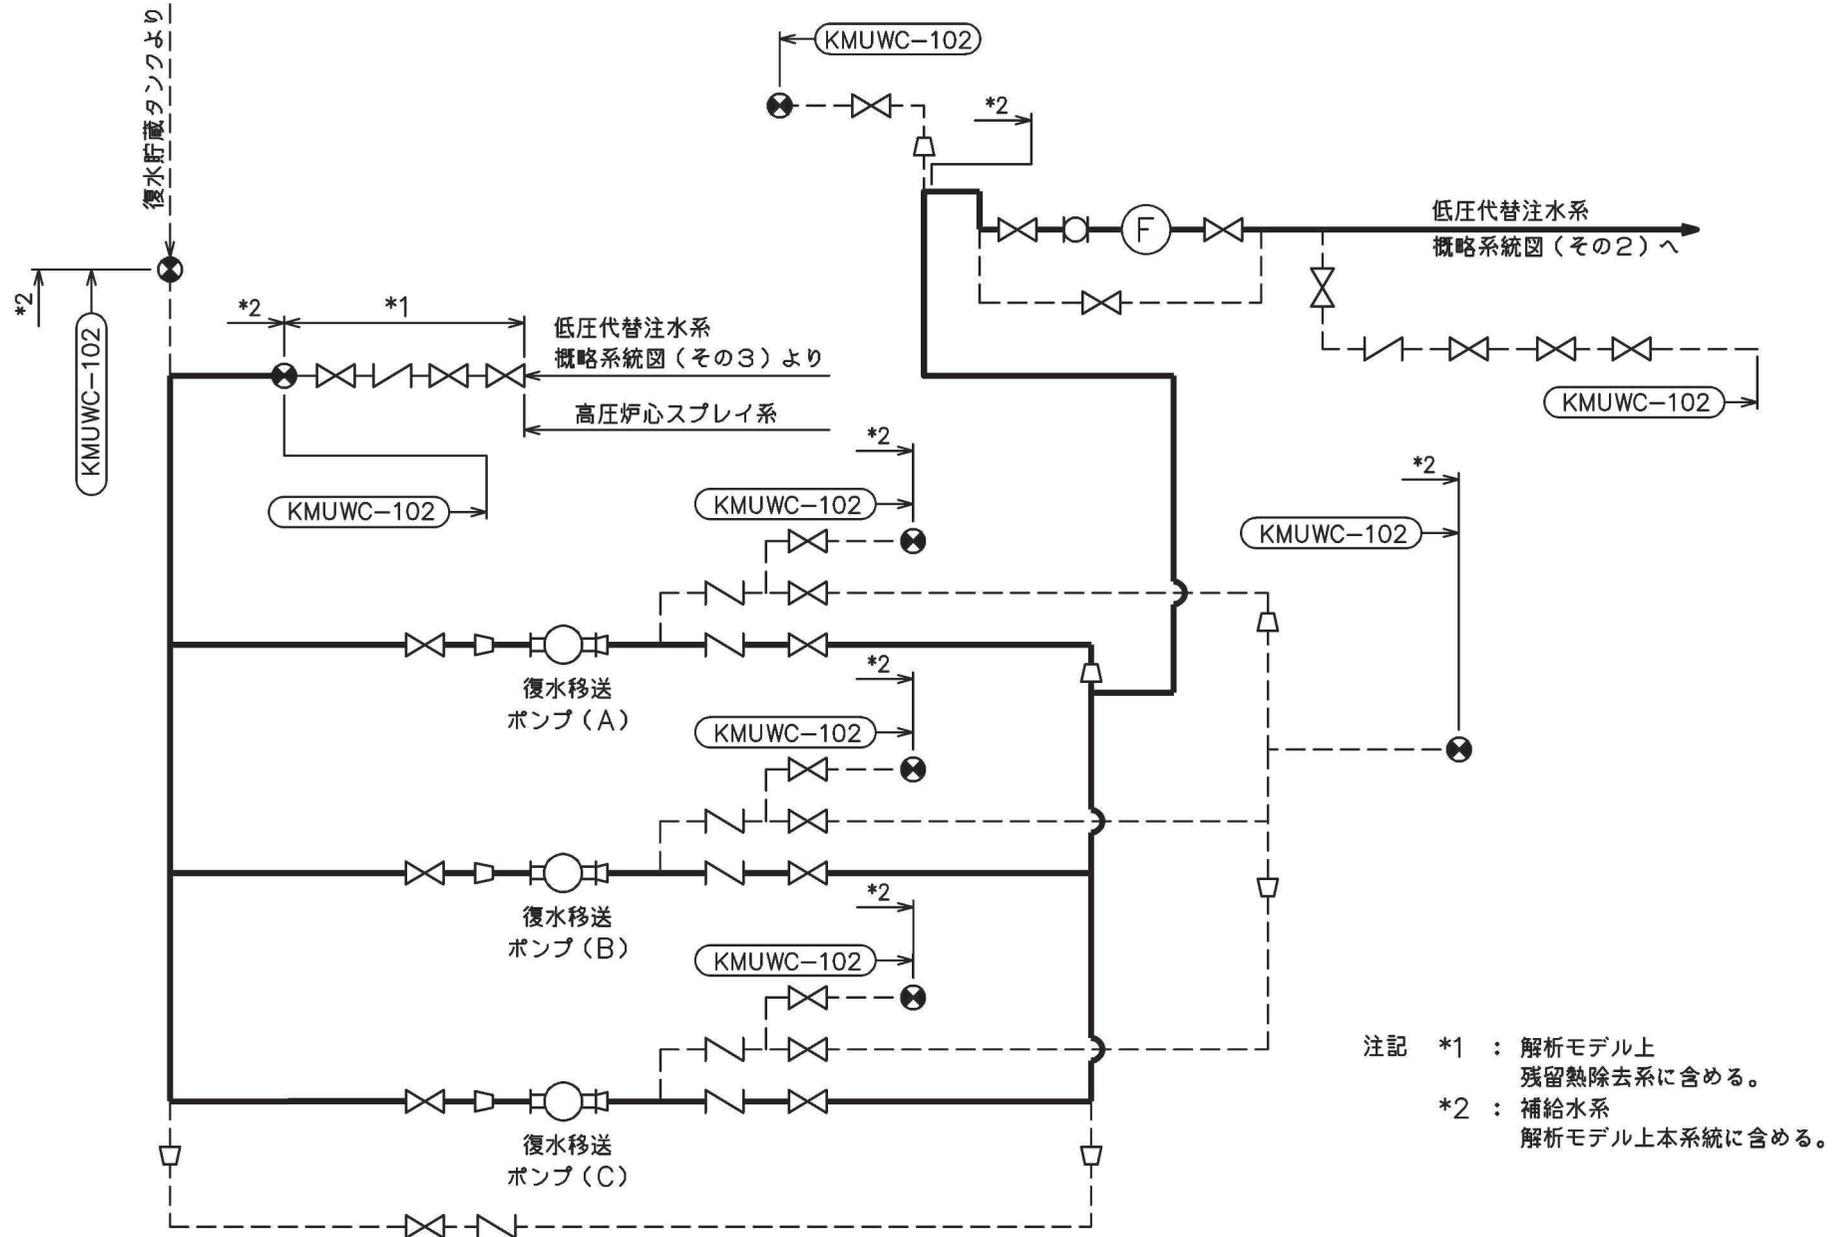 復水貯蔵タンクより
KMUWC-102
*2
低圧代替注水系
概略系統図(その2)へ
F
*2
KMUWC-102
*2
*1
低圧代替注水系
概略系統図(その3)より
高圧炉心スプレイ系
KMUWC-102
KMUWC-102
*2
KMUWC-102
*2
KMUWC-102
復水移送
ポンプ(A)
*2
KMUWC-102
復水移送
ポンプ(B)
*2
KMUWC-102
復水移送
ポンプ(C)
注記 *1 : 解析モデル上
残留熱除去系に含める。
*2 : 補給水系
解析モデル上本系統に含める。